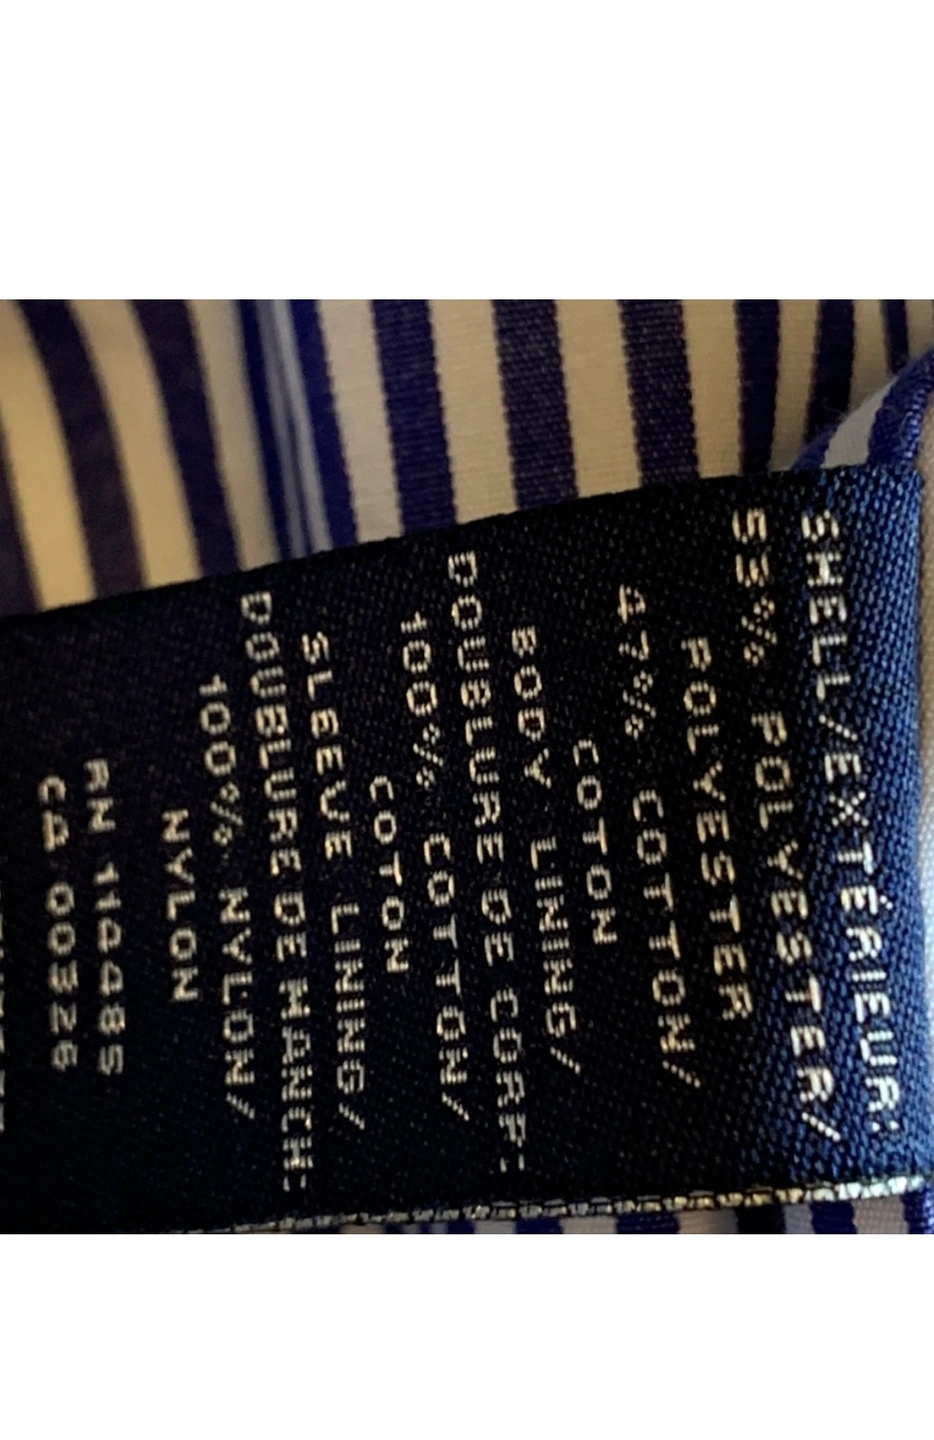 SHELL/EXTÉRIEUR:
53% POLYESTER/
POLYESTER
47% COTTON/
COTON
BODY LINING/
DOUBLURE DE CORP:
100% COTTON/
COTON
SLEEVE LINING/
DOUBLURE DE MANCH:
100% NYLON/
NYLON
RN
CA 00326